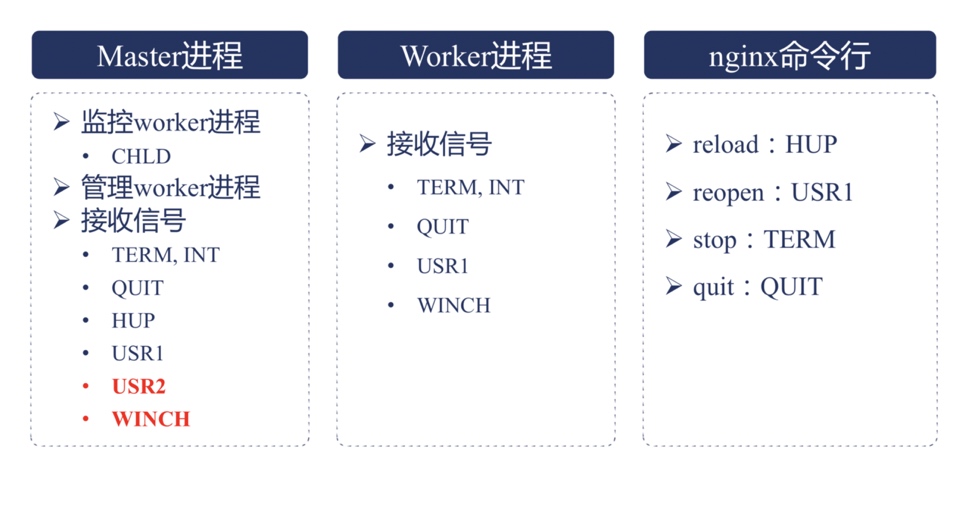 Master进程
➢ 监控worker进程
• CHLD
➢ 管理worker进程
➢ 接收信号
• TERM, INT
• QUIT
• HUP
• USR1
• USR2
• WINCH
Worker进程
➢ 接收信号
• TERM, INT
• QUIT
• USR1
• WINCH
nginx命令行
➢ reload：HUP
➢ reopen：USR1
➢ stop：TERM
➢ quit：QUIT